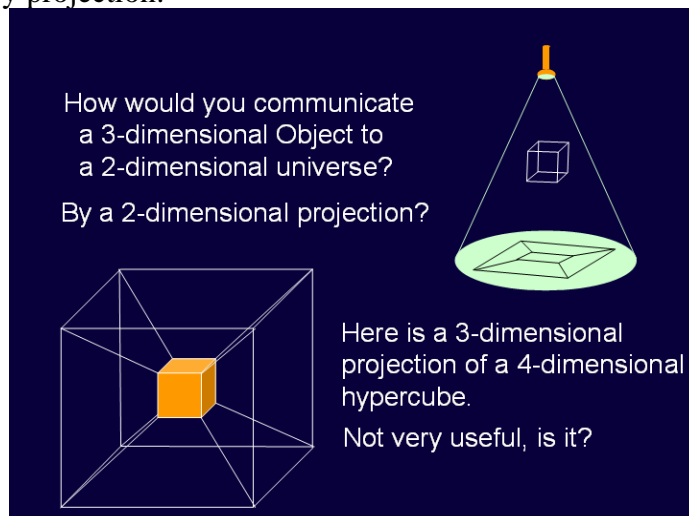 y projection.
How would you communicate
a 3-dimensional Object to
a 2-dimensional universe?
By a 2-dimensional projection?
Here is a 3-dimensional
projection of a 4-dimensional
hypercube.
Not very useful, is it?